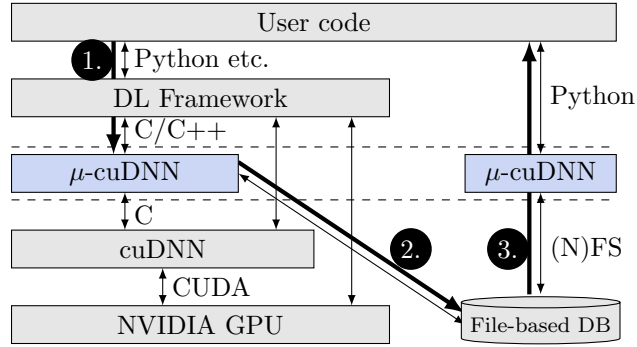 User code
1.
Python etc.
DL Framework
Python
C/C++
μ-cuDNN
μ-cuDNN
C
2.
3.
(N)FS
cuDNN
CUDA
NVIDIA GPU
File-based DB